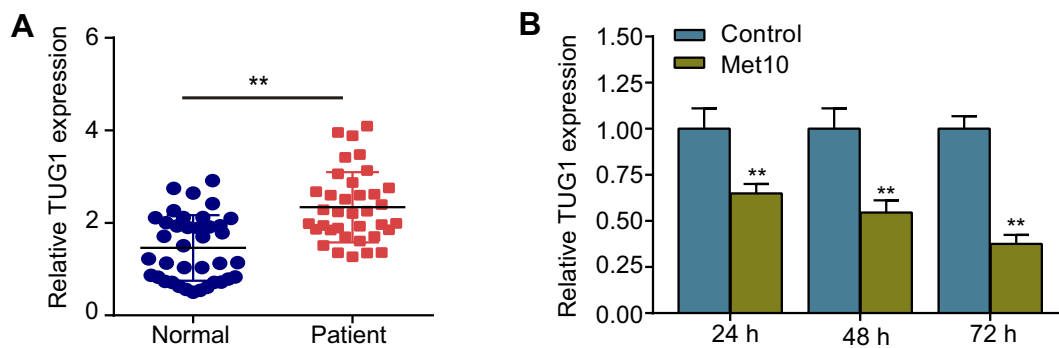 A
Relative TUG1 expression
6
4
2
0
**
Normal Patient
B
Relative TUG1 expression
1.50
1.25
1.00
0.75
0.50
0.25
0.00
Control
Met10
**
**
**
24 h 48 h 72 h